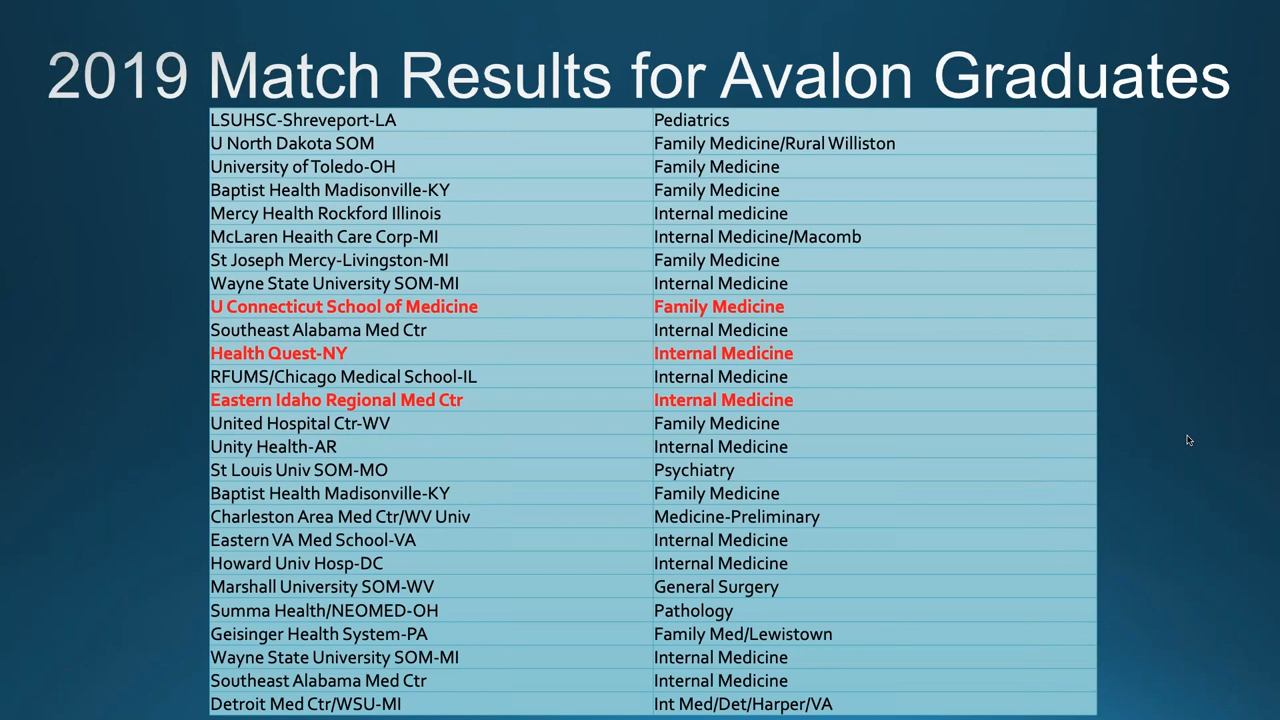 2019 Match Results for Avalon Graduates
LSUHSC-Shreveport-LA Pediatrics
U North Dakota SOM Family Medicine/Rural Williston
University of Toledo-OH Family Medicine
Baptist Health Madisonville-KY Family Medicine
Mercy Health Rockford Illinois Internal medicine
McLaren Heaith Care Corp-MI Internal Medicine/Macomb
St Joseph Mercy-Livingston-MI Family Medicine
Wayne State University SOM-MI Internal Medicine
U Connecticut School of Medicine Family Medicine
Southeast Alabama Med Ctr Internal Medicine
Health Quest-NY Internal Medicine
RFUMS/Chicago Medical School-IL Internal Medicine
Eastern Idaho Regional Med Ctr Internal Medicine
United Hospital Ctr-WV Family Medicine
Unity Health-AR Internal Medicine
St Louis Univ SOM-MO Psychiatry
Baptist Health Madisonville-KY Family Medicine
Charleston Area Med Ctr/WV Univ Medicine-Preliminary
Eastern VA Med School-VA Internal Medicine
Howard Univ Hosp-DC Internal Medicine
Marshall University SOM-WV General Surgery
Summa Health/NEOMED-OH Pathology
Geisinger Health System-PA Family Med/Lewistown
Wayne State University SOM-MI Internal Medicine
Southeast Alabama Med Ctr Internal Medicine
Detroit Med Ctr/WSU-MI Int Med/Det/Harper/VA